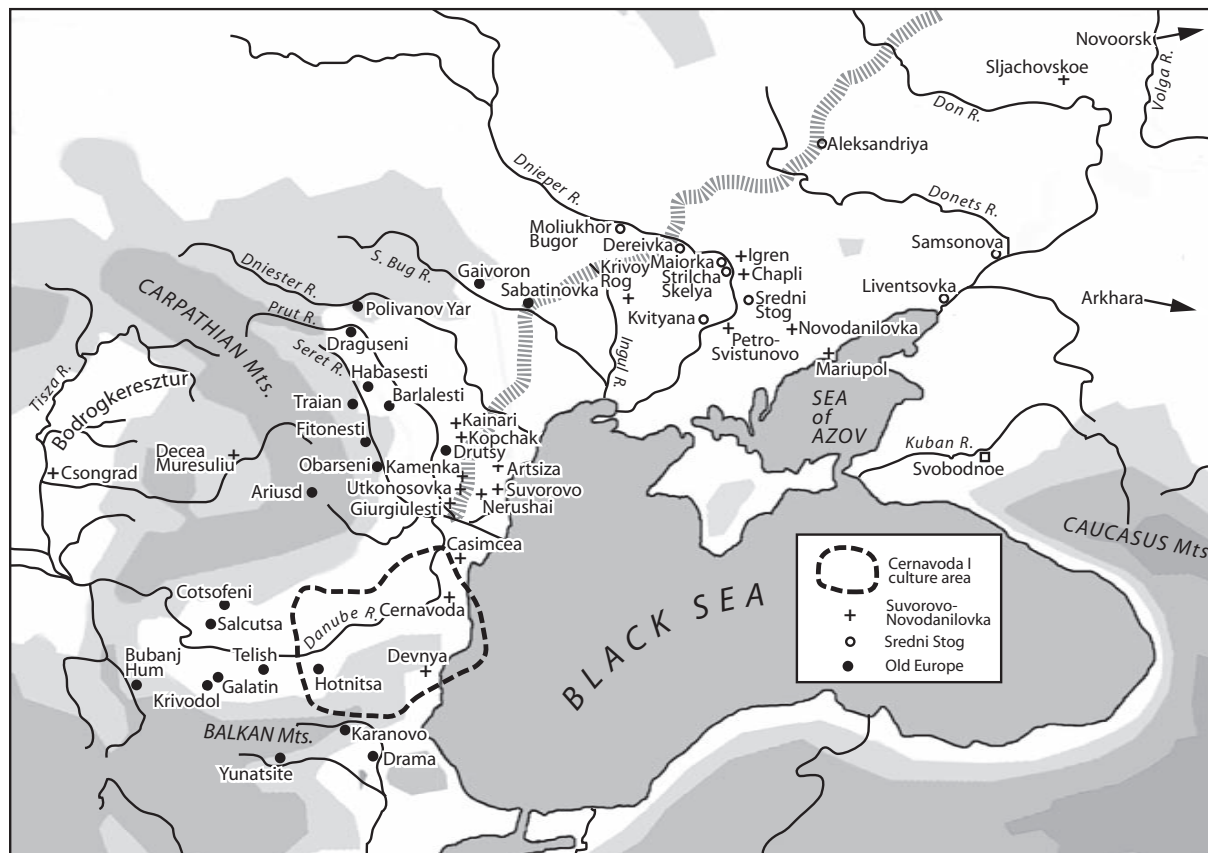 Novoorsk
Sljachovskoe
Volga R.
Don R.
Aleksandriya
Dnieper R.
Donets R.
Moliukhor
Bugor
Dereivka
Igren
Samsonova
Maiorka
Chapli
S. Bug R.
Gaivoron
Krivoy
Rog
Strilcha
Skelya
Dniester R.
Sabatinovka
Sredni
Stog
Liventsovka
Arkhara
CARPATHIAN Mts.
Polivanov Yar
Kvityana
Prut R.
Novodanilovka
Petro-
Svistunovo
Draguseni
Ingul R.
Mariupol
Seret R.
Tisza R.
Habasesti
SEA
of
AZOV
Bodrogkeresztur
Traian
Barlalesti
Kainari
Kuban R.
Fitonesti
Kopchak
Decea
Muresuliu
Drutsy
Svobodnoe
Csongrad
Obarseni
Kamenka
Artsiza
Ariusd
Utkonosovka
Suvorovo
Giurgiulesti
Nerushai
CAUCASUS Mts.
Casimcea
Cernavoda I
culture area
Cotsofeni
Cernavoda
Suvorovo-
Novodanilovka
Salcutsa
Danube R.
BLACK SEA
Sredni Stog
Bubanj
Hum
Telish
Devnya
Old Europe
Galatin
Hotnitsa
Krivodol
BALKAN Mts.
Karanovo
Yunatsite
Drama